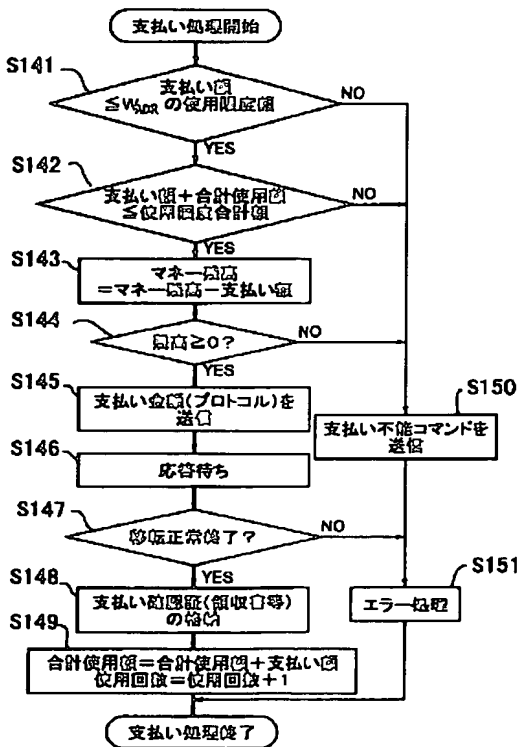 支払い処理開始
S141
支払い額
の使用限度額
NO
YES
S142
支払い額+合計使用額
≦使用限度合計額
NO
YES
S143
マネー残高
=マネー残高-支払い額
S144
残高≧0?
NO
YES
S145
支払い金額(プロトコル)を
送信
S146
応答待ち
S147
移転正常終了?
NO
YES
S148
支払い確認証(領収書等)
の格納
S149
合計使用額=合計使用額+支払い額
使用回数=使用回数+1
S150
支払い不能コマンドを
送信
S151
エラー処理
支払い処理終了